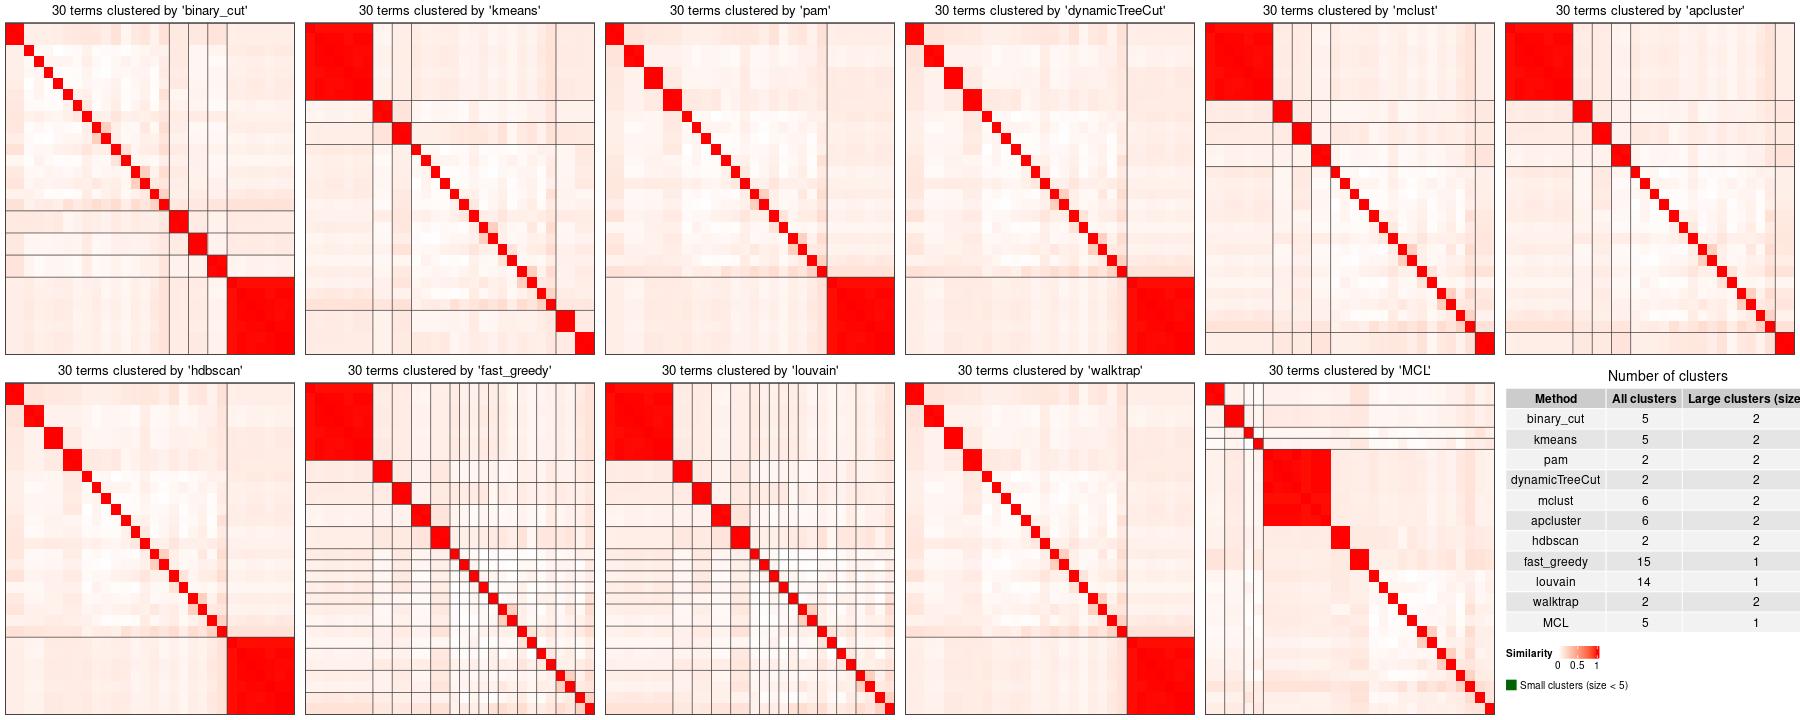 30 terms clustered by 'binary_cut'
30 terms clustered by 'kmeans'
30 terms clustered by 'pam'
30 terms clustered by 'dynamicTreeCut'
30 terms clustered by 'mclust'
30 terms clustered by 'apcluster'
30 terms clustered by 'hdbscan'
30 terms clustered by 'fast_greedy'
30 terms clustered by 'louvain'
30 terms clustered by 'walktrap'
30 terms clustered by 'MCL'
Number of clusters
Method All clusters Large clusters (size
binary_cut 5 2
kmeans 5 2
pam 2 2
dynamicTreeCut 2 2
mclust 6 2
apcluster 6 2
hdbscan 2 2
fast_greedy 15 1
louvain 14 1
walktrap 2 2
MCL 5 1
Similarity
0 0.5 1
Small clusters (size < 5)